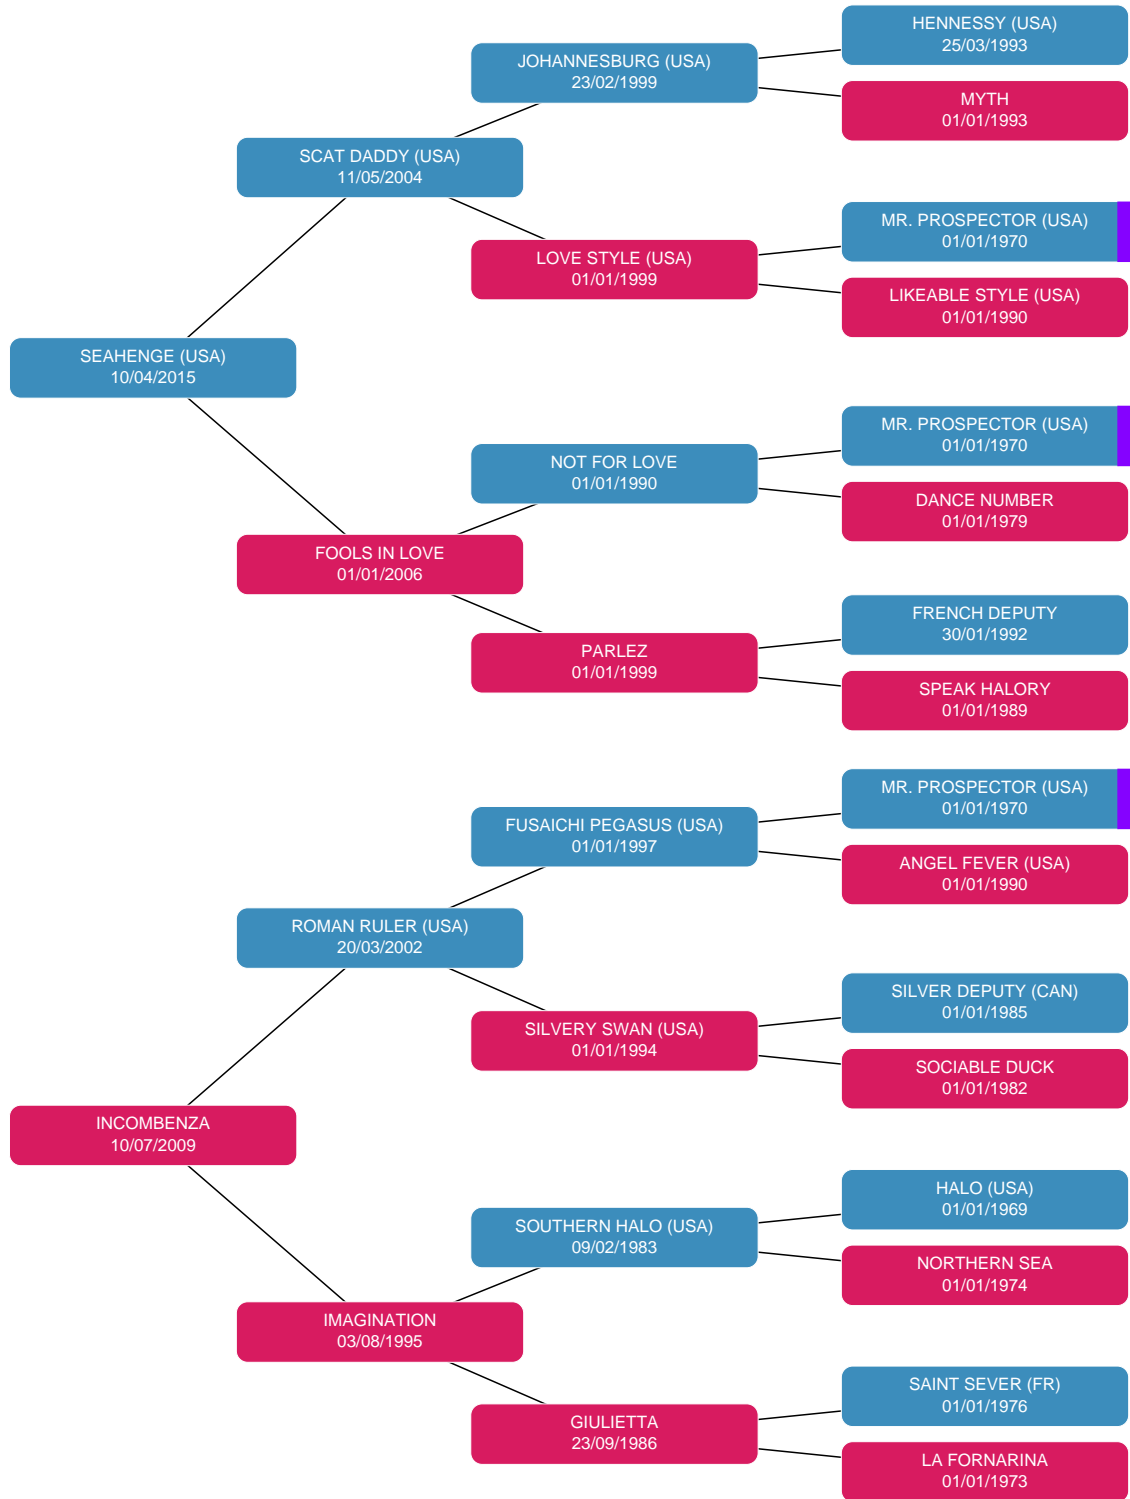 HENNESSY (USA)
25/03/1993
JOHANNESBURG (USA)
23/02/1999
MYTH
01/01/1993
SCAT DADDY (USA)
11/05/2004
MR. PROSPECTOR (USA)
01/01/1970
LOVE STYLE (USA)
01/01/1999
LIKEABLE STYLE (USA)
01/01/1990
SEAHENGE (USA)
10/04/2015
MR. PROSPECTOR (USA)
01/01/1970
NOT FOR LOVE
01/01/1990
DANCE NUMBER
01/01/1979
FOOLS IN LOVE
01/01/2006
FRENCH DEPUTY
30/01/1992
PARLEZ
01/01/1999
SPEAK HALORY
01/01/1989
MR. PROSPECTOR (USA)
01/01/1970
FUSAICHI PEGASUS (USA)
01/01/1997
ANGEL FEVER (USA)
01/01/1990
ROMAN RULER (USA)
20/03/2002
SILVER DEPUTY (CAN)
01/01/1985
SILVERY SWAN (USA)
01/01/1994
SOCIABLE DUCK
01/01/1982
INCOMBENZA
10/07/2009
HALO (USA)
01/01/1969
SOUTHERN HALO (USA)
09/02/1983
NORTHERN SEA
01/01/1974
IMAGINATION
03/08/1995
SAINT SEVER (FR)
01/01/1976
GIULIETTA
23/09/1986
LA FORNARINA
01/01/1973